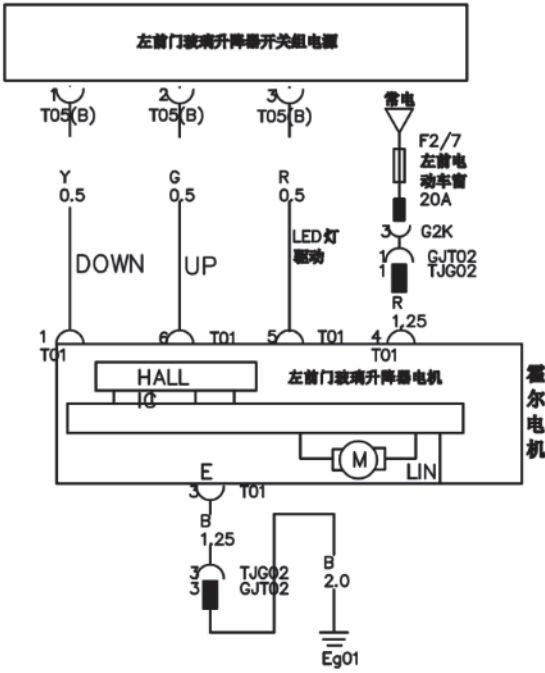 左前门玻璃升降器开关组电源
1
2
3
T05(B)
T05(B)
T05(B)
常电
F2/7
左前电
动车窗
20A
Y
0.5
G
0.5
R
0.5
3
G2K
LED灯
驱动
DOWN
UP
1
GJT02
1
TJG02
R
1.25
1
T01
6
T01
5
T01
4
T01
HALL
IC
左前门玻璃升降器电机
霍尔电机
M
LIN
E
3
T01
B
1.25
3
TJG02
3
GJT02
B
2.0
Eg01